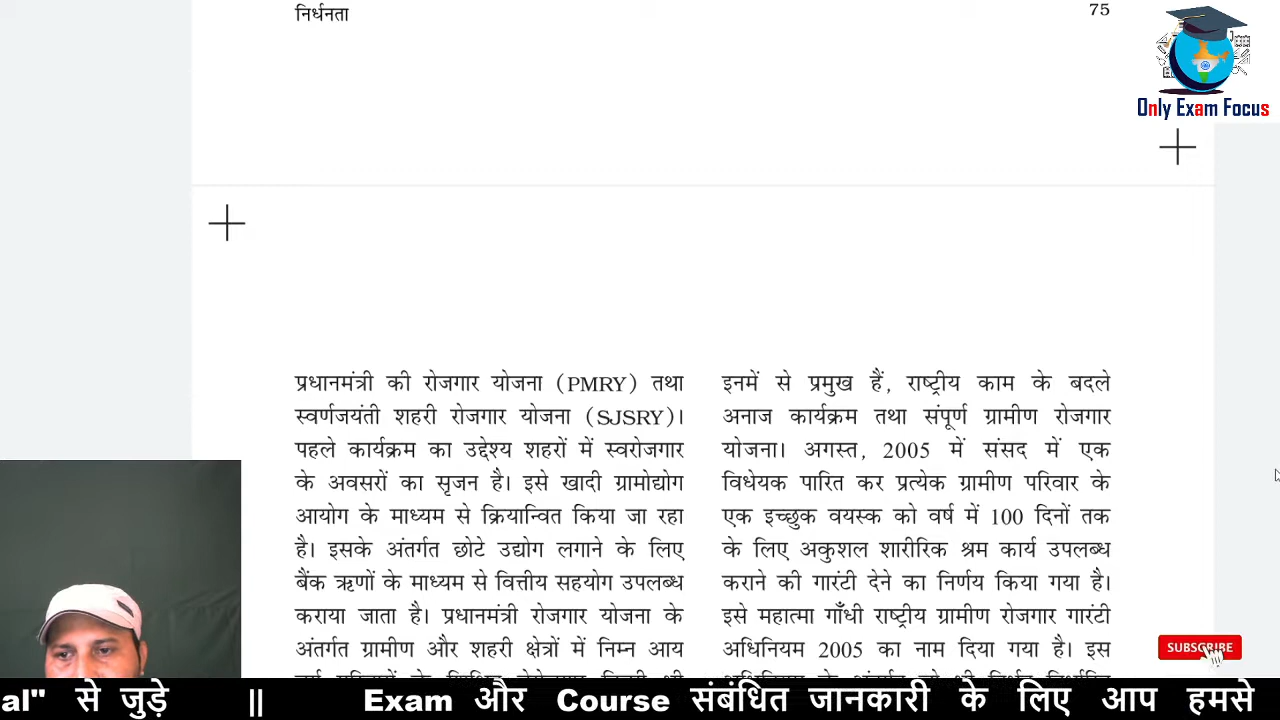 निर्धनता
75
Only Exam Focus
प्रधानमंत्री की रोजगार योजना (PMRY) तथा
स्वर्णजयंती शहरी रोजगार योजना (SJSRY)।
पहले कार्यक्रम का उद्देश्य शहरों में स्वरोजगार
के अवसरों का सृजन है। इसे खादी ग्रामोद्योग
आयोग के माध्यम से क्रियान्वित किया जा रहा
है। इसके अंतर्गत छोटे उद्योग लगाने के लिए
बैंक ऋणों के माध्यम से वित्तीय सहयोग उपलब्ध
कराया जाता है। प्रधानमंत्री रोजगार योजना के
अंतर्गत ग्रामीण और शहरी क्षेत्रों में निम्न आय
इनमें से प्रमुख हैं, राष्ट्रीय काम के बदले
अनाज कार्यक्रम तथा संपूर्ण ग्रामीण रोजगार
योजना। अगस्त, 2005 में संसद में एक
विधेयक पारित कर प्रत्येक ग्रामीण परिवार के
एक इच्छुक वयस्क को वर्ष में 100 दिनों तक
के लिए अकुशल शारीरिक श्रम कार्य उपलब्ध
कराने की गारंटी देने का निर्णय किया गया है।
इसे महात्मा गाँधी राष्ट्रीय ग्रामीण रोजगार गारंटी
अधिनियम 2005 का नाम दिया गया है। इस
SUBSCRIBE
al" से जुड़े || Exam और Course संबंधित जानकारी के लिए आप हमसे